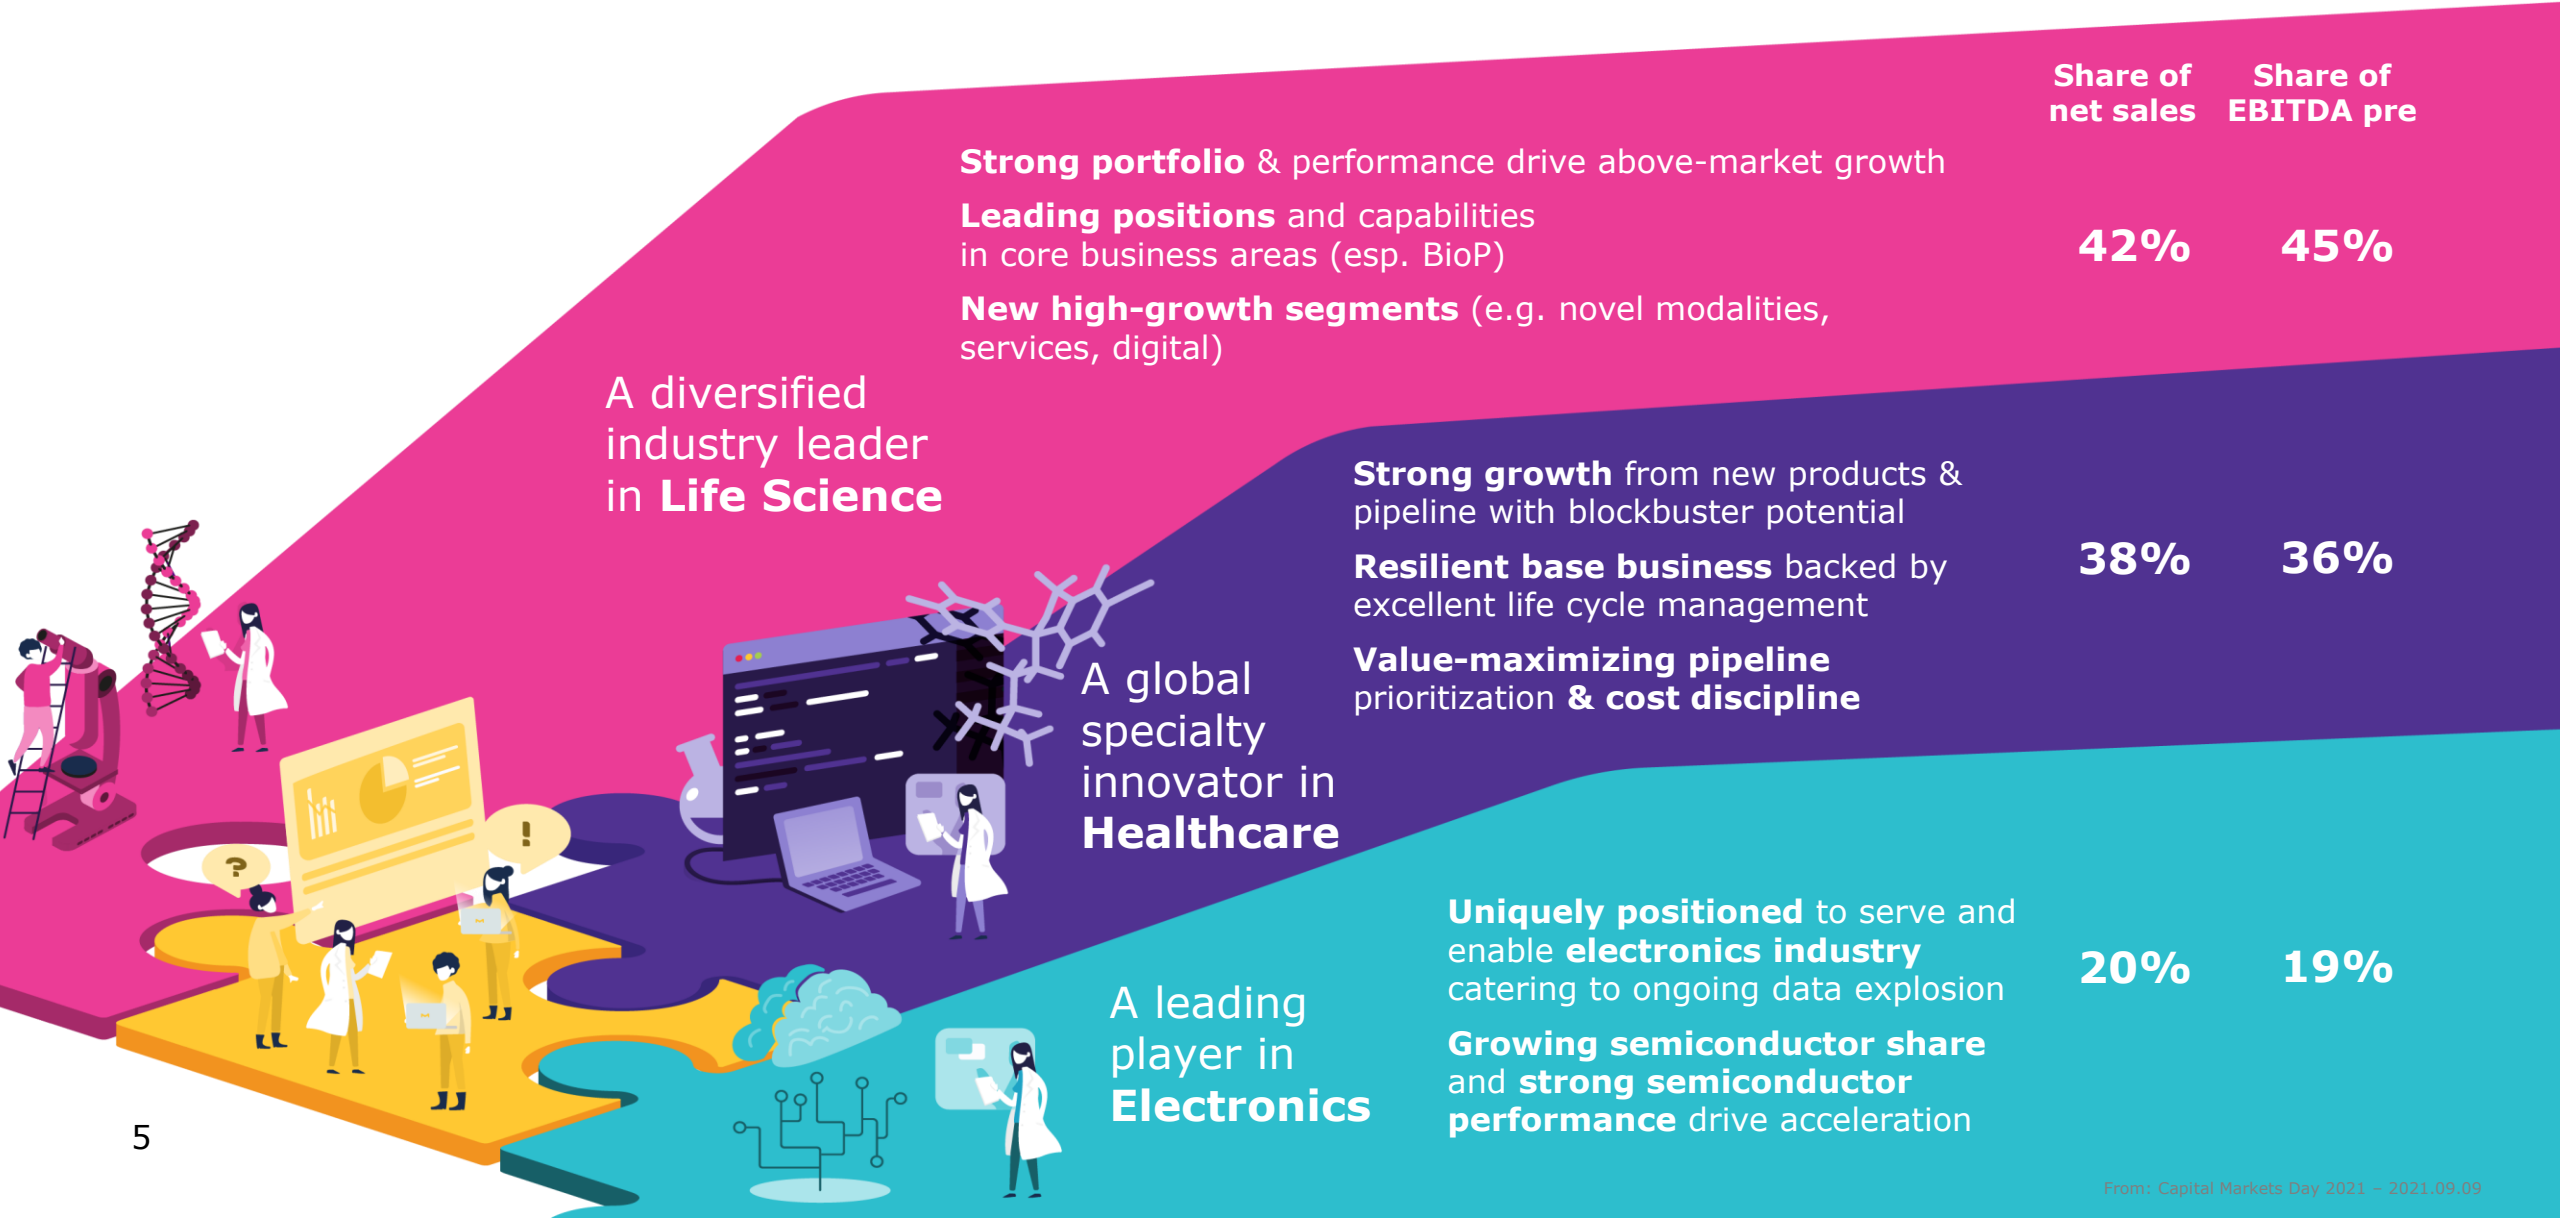 Share of
net sales
Share of
EBITDA pre
A diversified
industry leader
in Life Science
Strong portfolio & performance drive above-market growth
Leading positions and capabilities
in core business areas (esp. BioP)
New high-growth segments (e.g. novel modalities,
services, digital)
42%
45%
A global
specialty
innovator in
Healthcare
Strong growth from new products &
pipeline with blockbuster potential
Resilient base business backed by
excellent life cycle management
Value-maximizing pipeline
prioritization & cost discipline
38%
36%
?
!
A leading
player in
Electronics
Uniquely positioned to serve and
enable electronics industry
catering to ongoing data explosion
Growing semiconductor share
and strong semiconductor
performance drive acceleration
20%
19%
5
From: Capital Markets Day 2021 – 2021.09.09